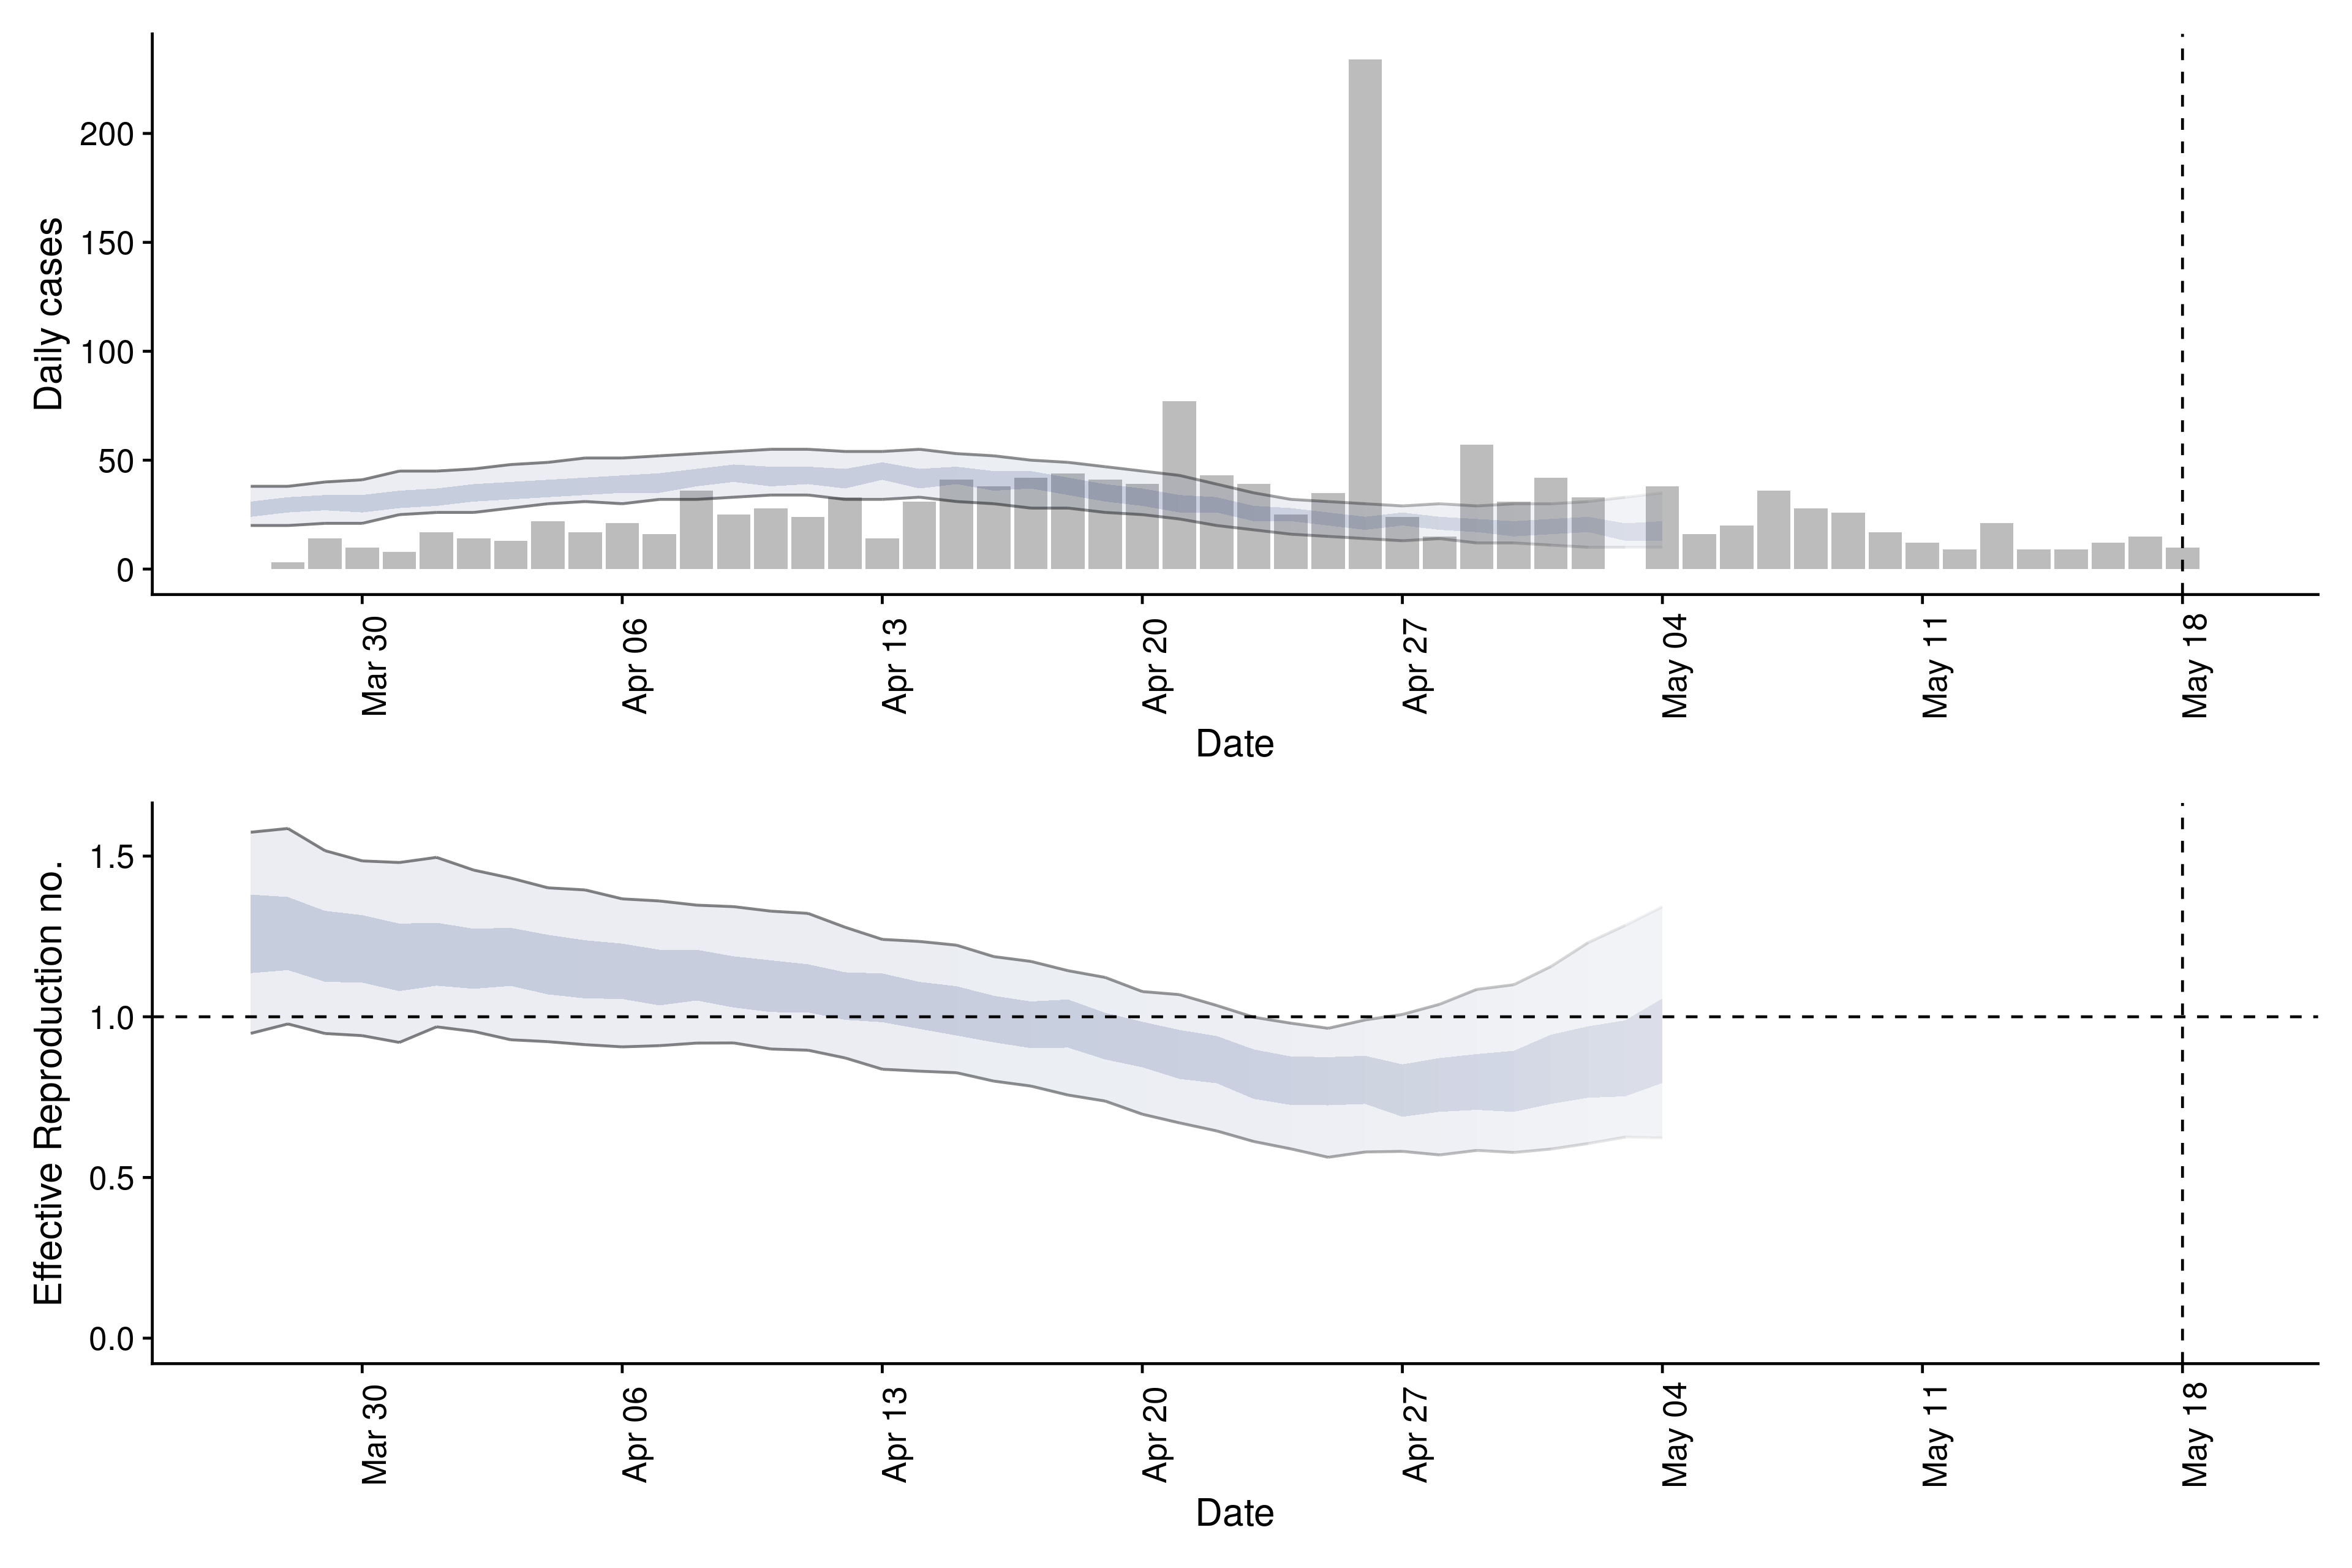 Daily cases
200
150
100
50
0
Mar 30
Apr 06
Apr 13
Apr 20
Apr 27
May 04
May 11
May 18
Date
Effective Reproduction no.
1.5
1.0
0.5
0.0
Mar 30
Apr 06
Apr 13
Apr 20
Apr 27
May 04
May 11
May 18
Date